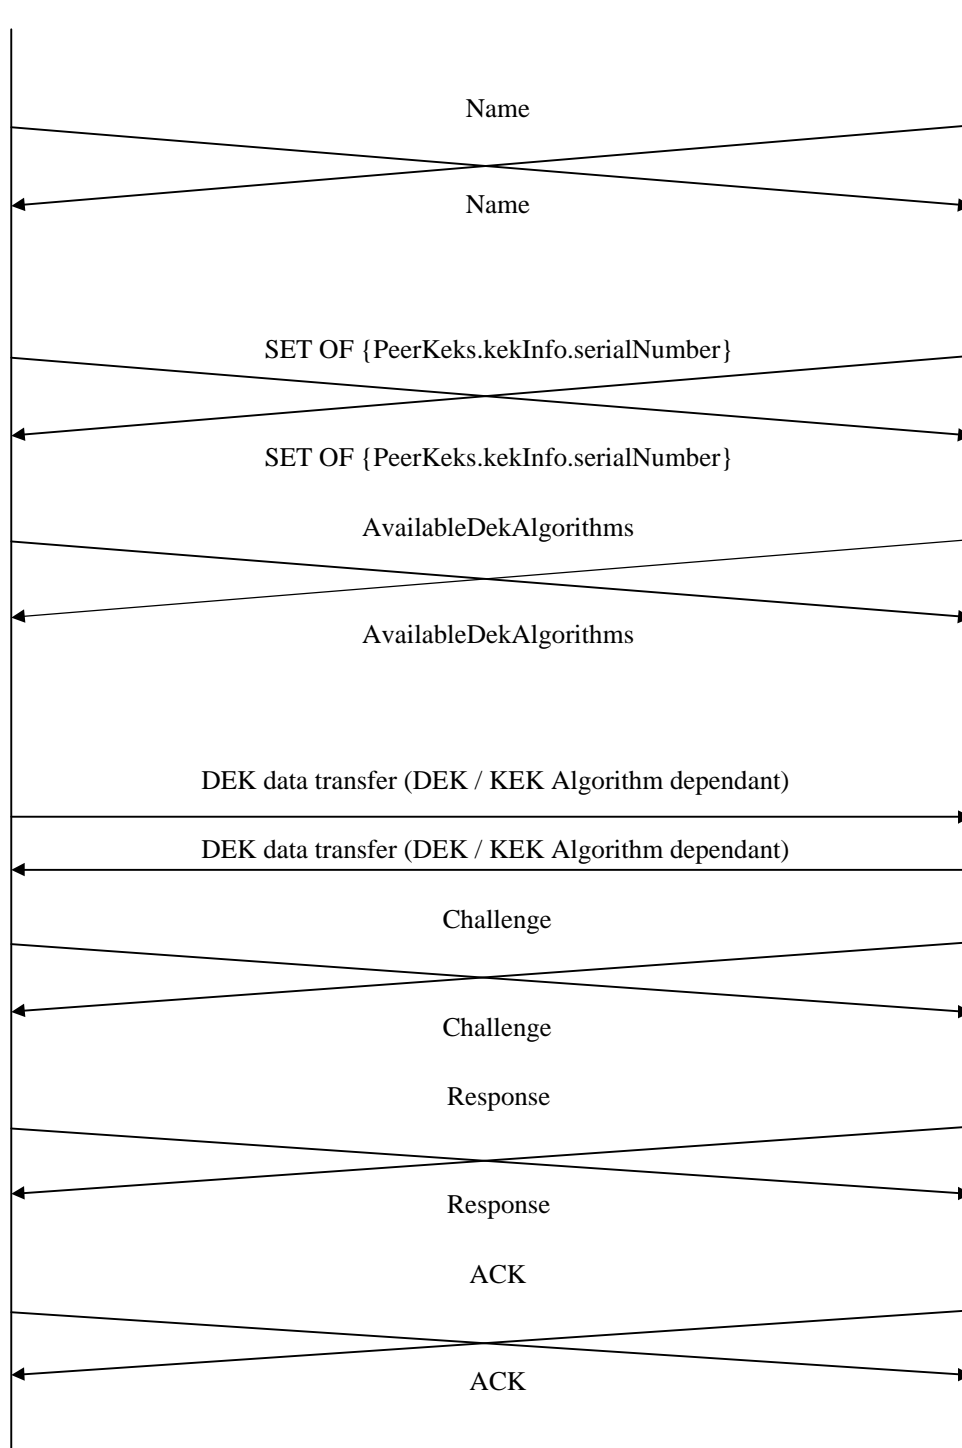 Name
Name
SET OF {PeerKeks.kekInfo.serialNumber}
SET OF {PeerKeks.kekInfo.serialNumber}
AvailableDekAlgorithms
AvailableDekAlgorithms
DEK data transfer (DEK / KEK Algorithm dependant)
DEK data transfer (DEK / KEK Algorithm dependant)
Challenge
Challenge
Response
Response
ACK
ACK